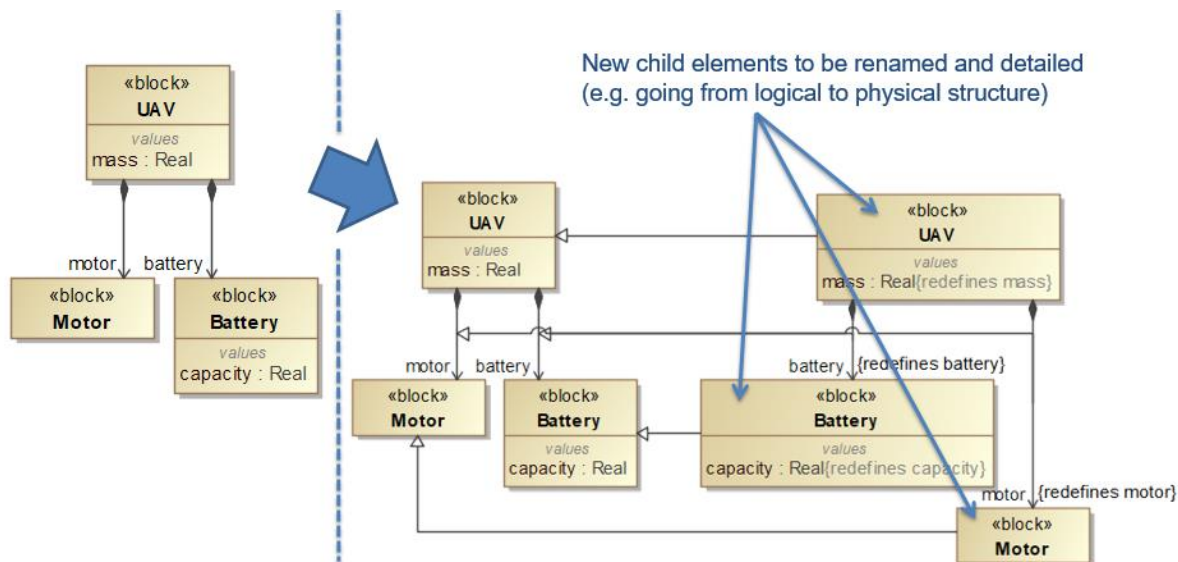 New child elements to be renamed and detailed
(e.g. going from logical to physical structure)
«block»
UAV
values
mass : Real
motor
battery
«block»
Motor
«block»
Battery
values
capacity : Real
«block»
UAV
values
mass : Real
«block»
UAV
values
mass : Real{redefines mass}
motor
battery
battery
{redefines battery}
«block»
Motor
«block»
Battery
values
capacity : Real
«block»
Battery
values
capacity : Real{redefines capacity}
motor
{redefines motor}
«block»
Motor